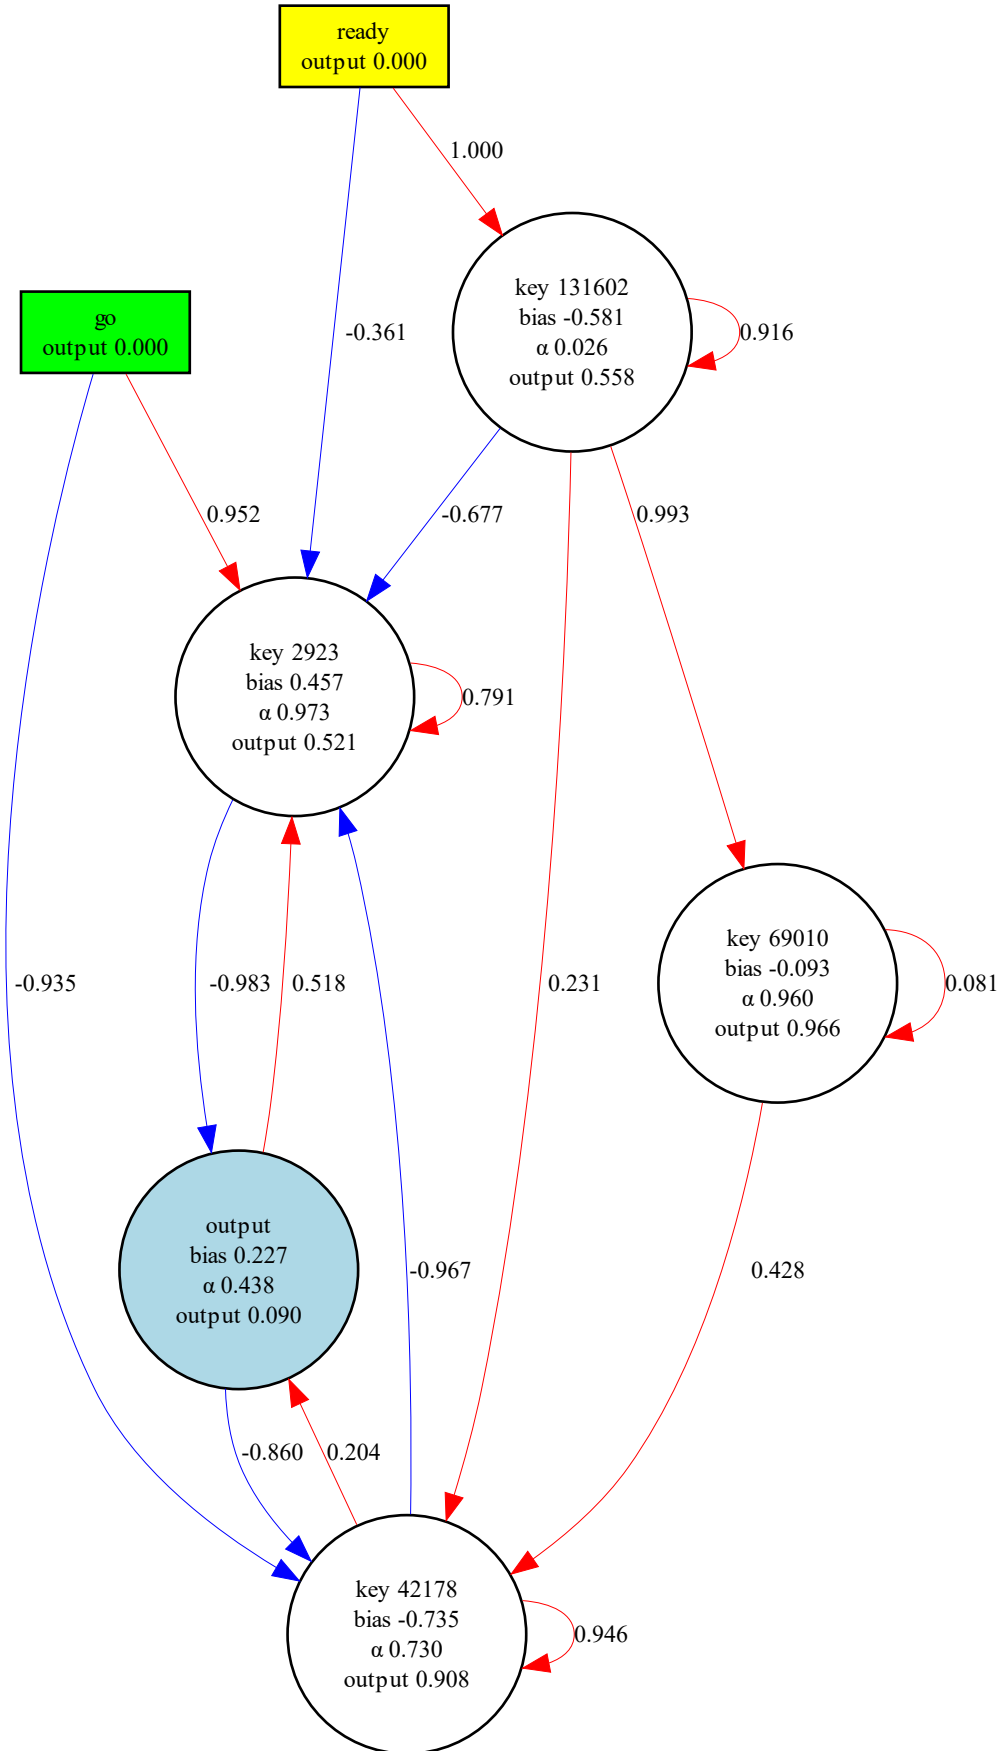 ready
output 0.000
1.000
key 131602
bias -0.581
α 0.026
output 0.558
0.916
-0.361
go
output 0.000
0.952
-0.677
0.993
key 2923
bias 0.457
α 0.973
output 0.521
0.791
key 69010
bias -0.093
α 0.960
output 0.966
0.081
-0.935
-0.983
0.518
0.231
output
bias 0.227
α 0.438
output 0.090
-0.967
0.428
-0.860
0.204
key 42178
bias -0.735
α 0.730
output 0.908
0.946